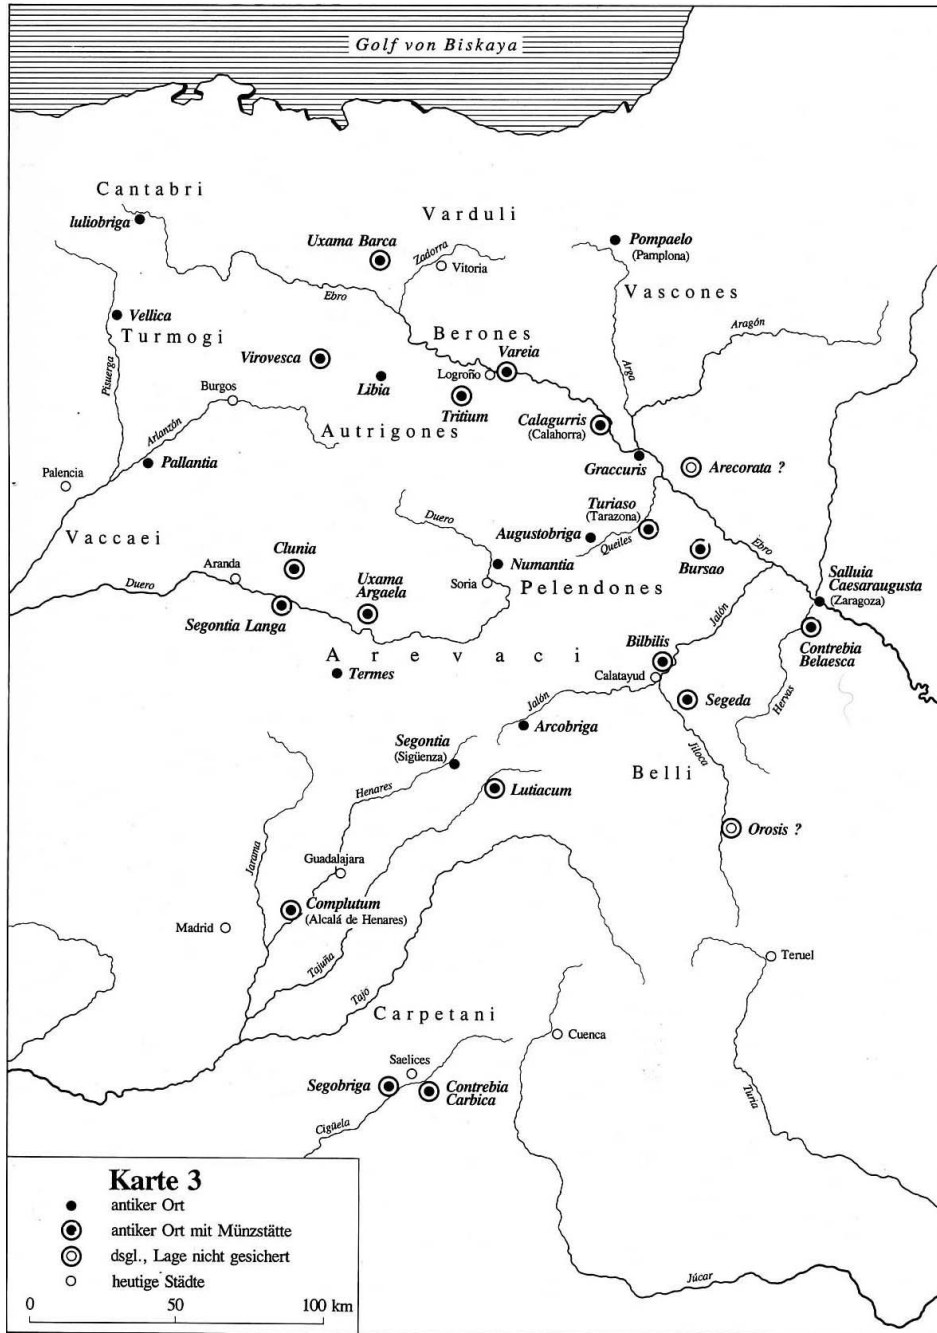 Golf von Biskaya
Cantabri
Iuliobriga
Varduli
Uxama Barca
Zadorra
Vitoria
Pompaelo
(Pamplona)
Ebro
Vascones
Vellica
Turmogi
Berones
Aragón
Virovesca
Vareia
Pisuerga
Logroño
Arga
Libia
Burgos
Tritium
Calagurris
(Calahorra)
Arlanzón
Autrigones
Pallantia
Graccuris
Arecorata ?
Palencia
Turiaso
(Tarazona)
Duero
Augustobriga
Queiles
Vaccaei
Clunia
Numantia
Bursao
Ebro
Duero
Aranda
Uxama
Argaela
Soria
Pelendones
Salluia
Caesaraugusta
(Zaragoza)
Segontia Langa
Jalón
Bilbilis
Contrebia
Belaesca
Arevaci
Termes
Calatayud
Segeda
Hervas
Jalón
Arcobriga
Segontia
(Sigüenza)
Jiloca
Belli
Henares
Lutiacum
Orosis ?
Jarama
Guadalajara
Complutum
(Alcalá de Henares)
Madrid
Teruel
Tajuña
Tajo
Carpetani
Cuenca
Saelices
Segobriga
Contrebia
Carbica
Turia
Cigüela
Karte 3
antiker Ort
antiker Ort mit Münzstätte
dsgl., Lage nicht gesichert
heutige Städte
0 50 100 km
Júcar